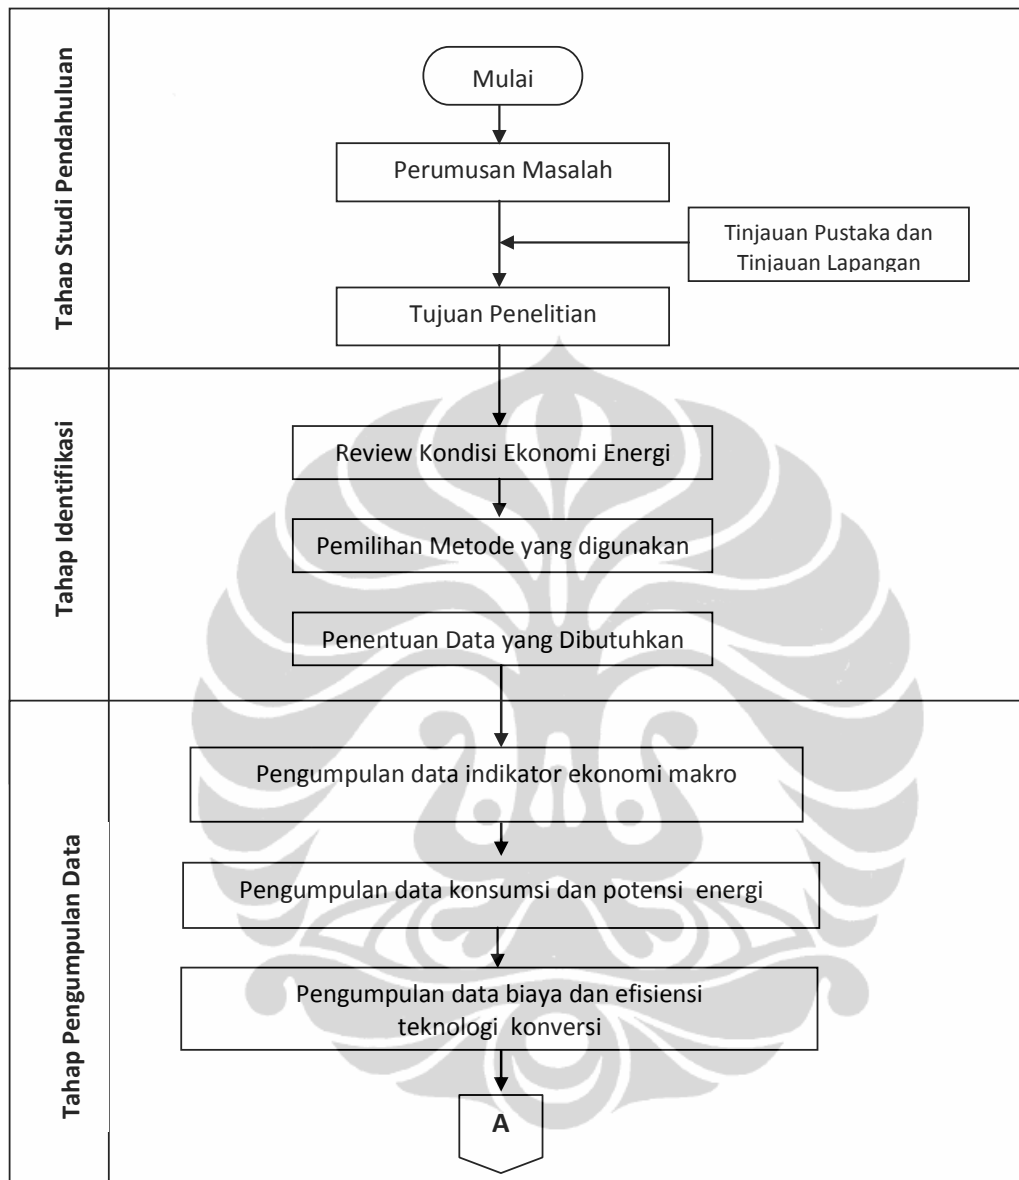 Tahap Studi Pendahuluan
Mulai
Perumusan Masalah
Tinjauan Pustaka dan
Tinjauan Lapangan
Tujuan Penelitian
Tahap Identifikasi
Review Kondisi Ekonomi Energi
Pemilihan Metode yang digunakan
Penentuan Data yang Dibutuhkan
Tahap Pengumpulan Data
Pengumpulan data indikator ekonomi makro
Pengumpulan data konsumsi dan potensi energi
Pengumpulan data biaya dan efisiensi
teknologi konversi
A